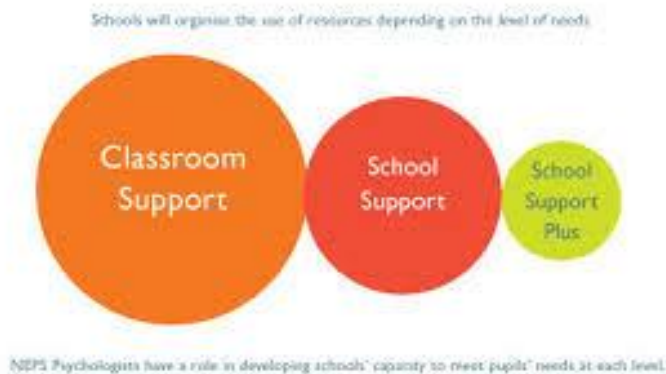 Schools will organise the use of resources depending on the level of needs
Classroom
Support
School
Support
School
Support
Plus
NEPS Psychologists have a role in developing schools' capacity to meet pupils' needs at each level.